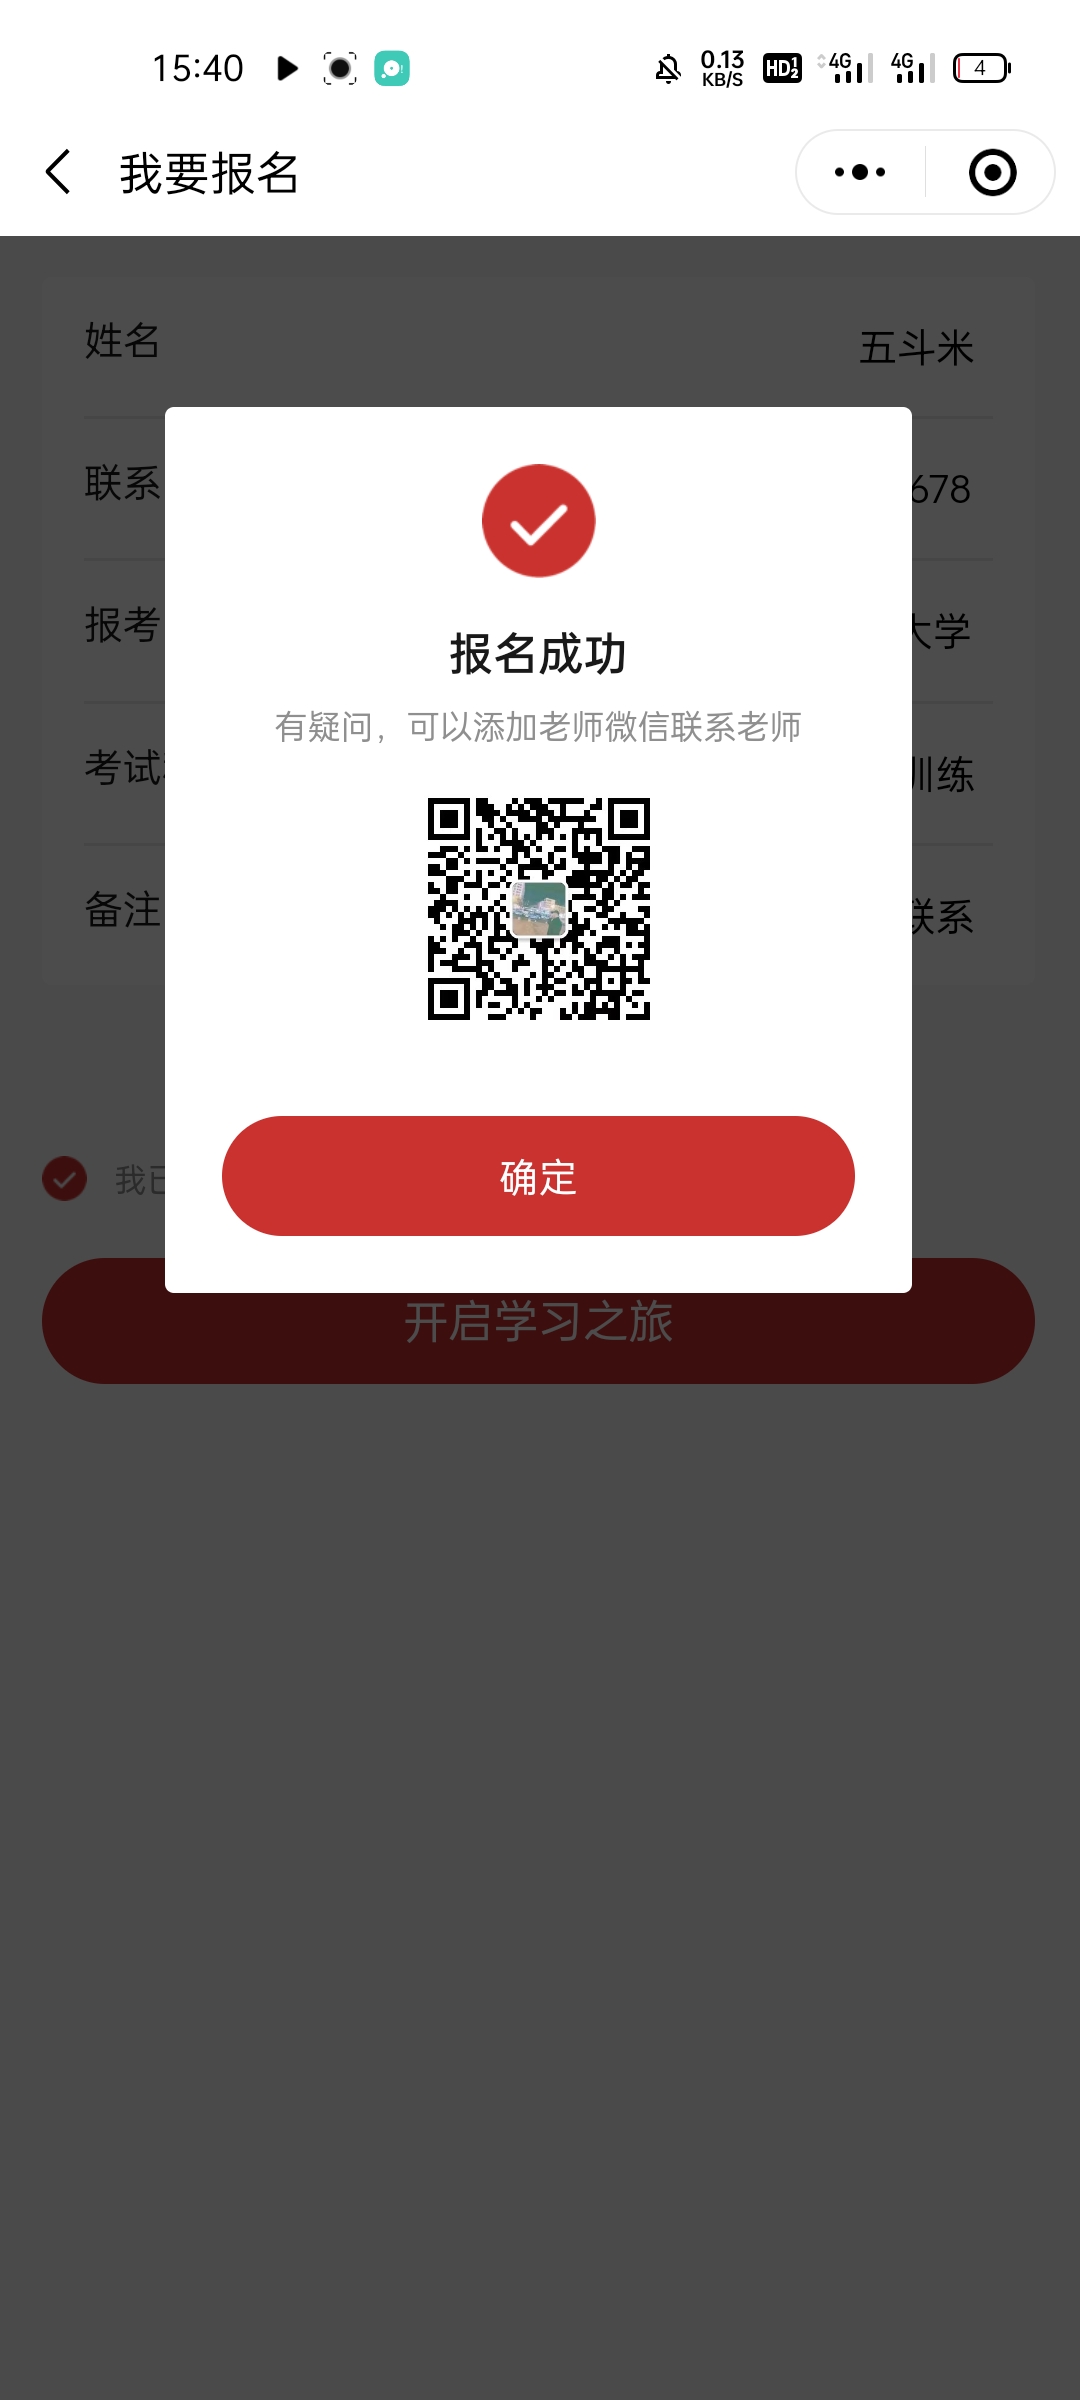 15:40
0.13
KB/S
HD 1 2
4G
4G
4
我要报名
姓名
五斗米
联系
678
报考
大学
考试
训练
备注
联系
报名成功
有疑问，可以添加老师微信联系老师
确定
我已
开启学习之旅